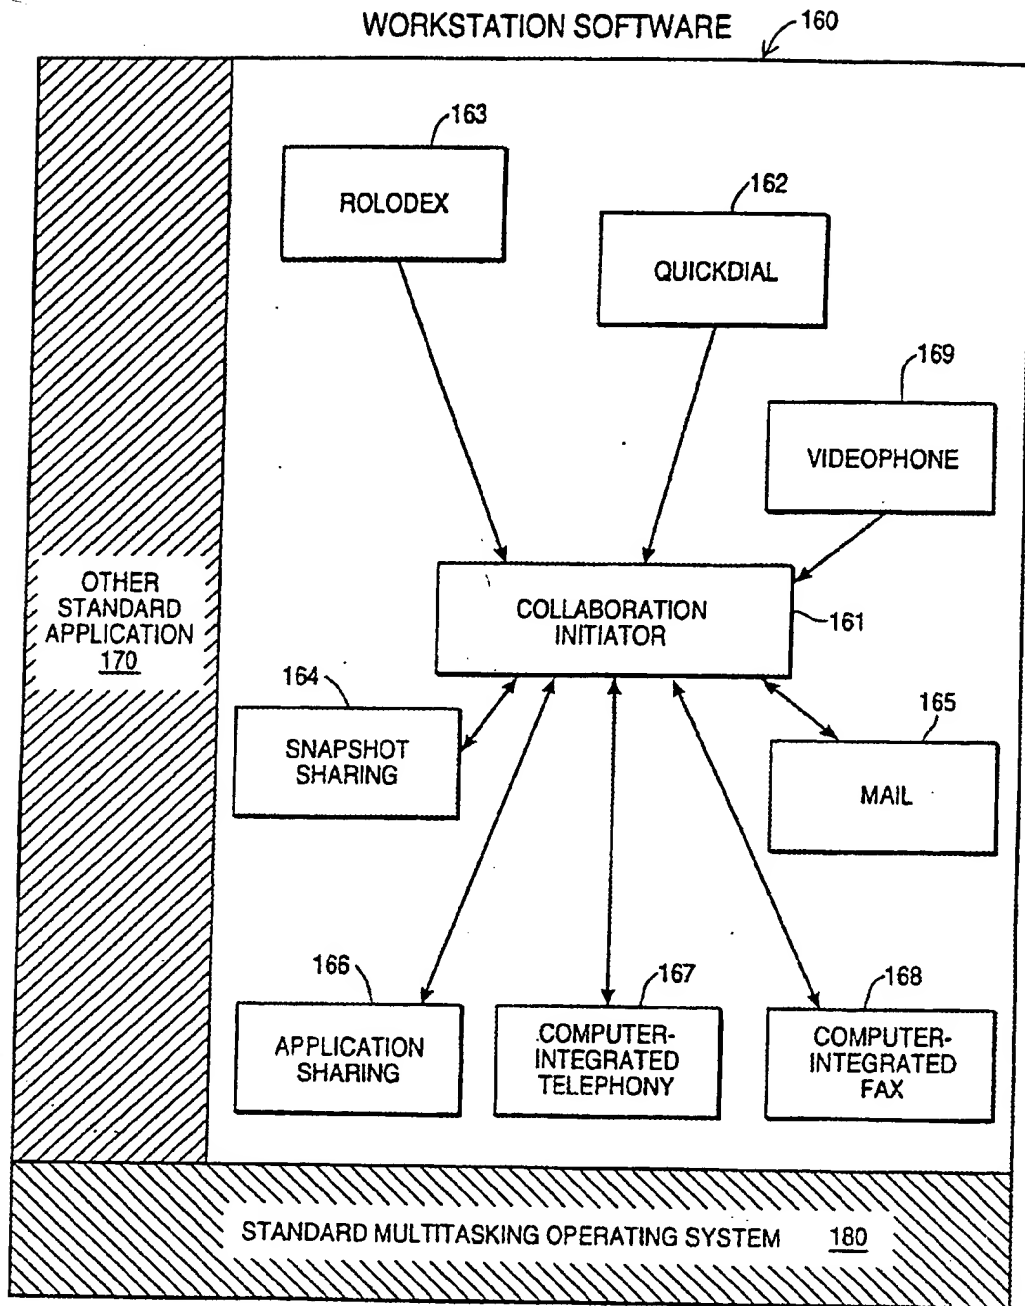 WORKSTATION SOFTWARE
160
163
ROLODEX
162
QUICKDIAL
169
VIDEOPHONE
OTHER
STANDARD
APPLICATION
170
COLLABORATION
INITIATOR
161
164
SNAPSHOT
SHARING
165
MAIL
166
APPLICATION
SHARING
167
COMPUTER-
INTEGRATED
TELEPHONY
168
COMPUTER-
INTEGRATED
FAX
STANDARD MULTITASKING OPERATING SYSTEM 180